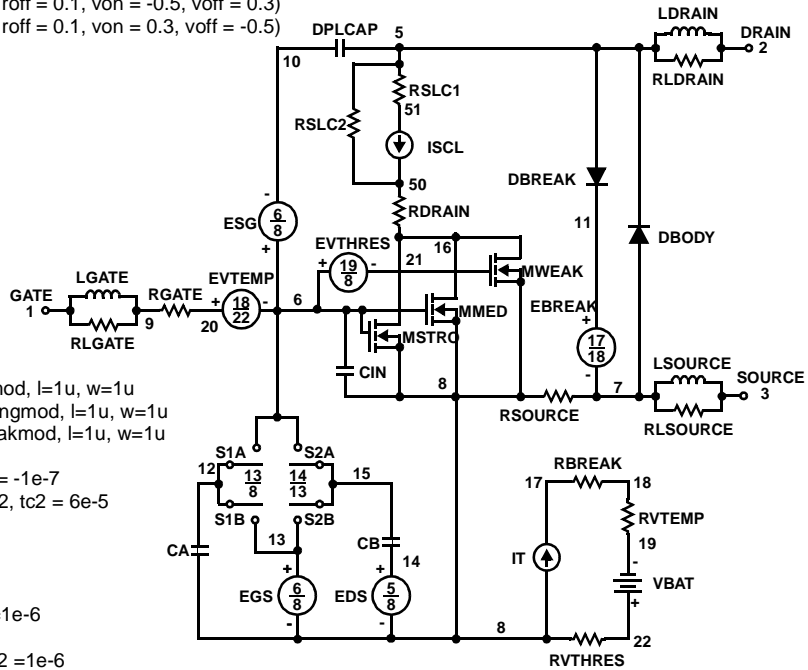 roff = 0.1, von = -0.5, voff = 0.3)
roff = 0.1, von = 0.3, voff = -0.5)
LDRAIN
DPLCAP
5
DRAIN
2
10
RLDRAIN
RSLC1
51
RSLC2
ISCL
50
DBREAK
RDRAIN
11
DBODY
-
ESG
6
8
+
EVTHRES
16
21
+ 19 -
8
MWEAK
LGATE
EVTEMP
GATE
1
RGATE
+ 18 -
22
6
MMED
EBREAK
+
9
20
MSTRO
17
18
-
RLGATE
CIN
LSOURCE
8
7
SOURCE
3
RSOURCE
RLSOURCE
mod, l=1u, w=1u
ngmod, l=1u, w=1u
akmod, l=1u, w=1u
S1A
S2A
12
13
8
14
13
15
RBREAK
17
18
= -1e-7
2, tc2 = 6e-5
S1B
S2B
RVTEMP
13
CB
19
CA
14
IT
-
VBAT
+
+
EGS
6
8
-
+
EDS
5
8
-
=1e-6
8
22
2 =1e-6
RVTHRES